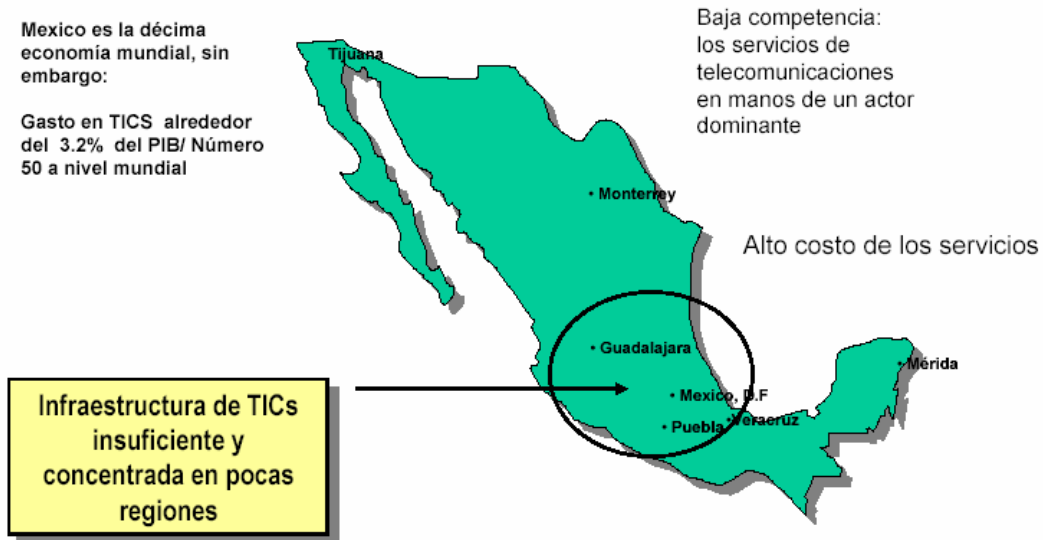 Mexico es la décima
economía mundial, sin
embargo:
Gasto en TICS alrededor
del 3.2% del PIB/ Número
50 a nivel mundial
Baja competencia:
los servicios de
telecomunicaciones
en manos de un actor
dominante
Tijuana
• Monterrey
Alto costo de los servicios
• Guadalajara
• Mérida
• Mexico, D.F
• Veracruz
• Puebla
Infraestructura de TICs
insuficiente y
concentrada en pocas
regiones